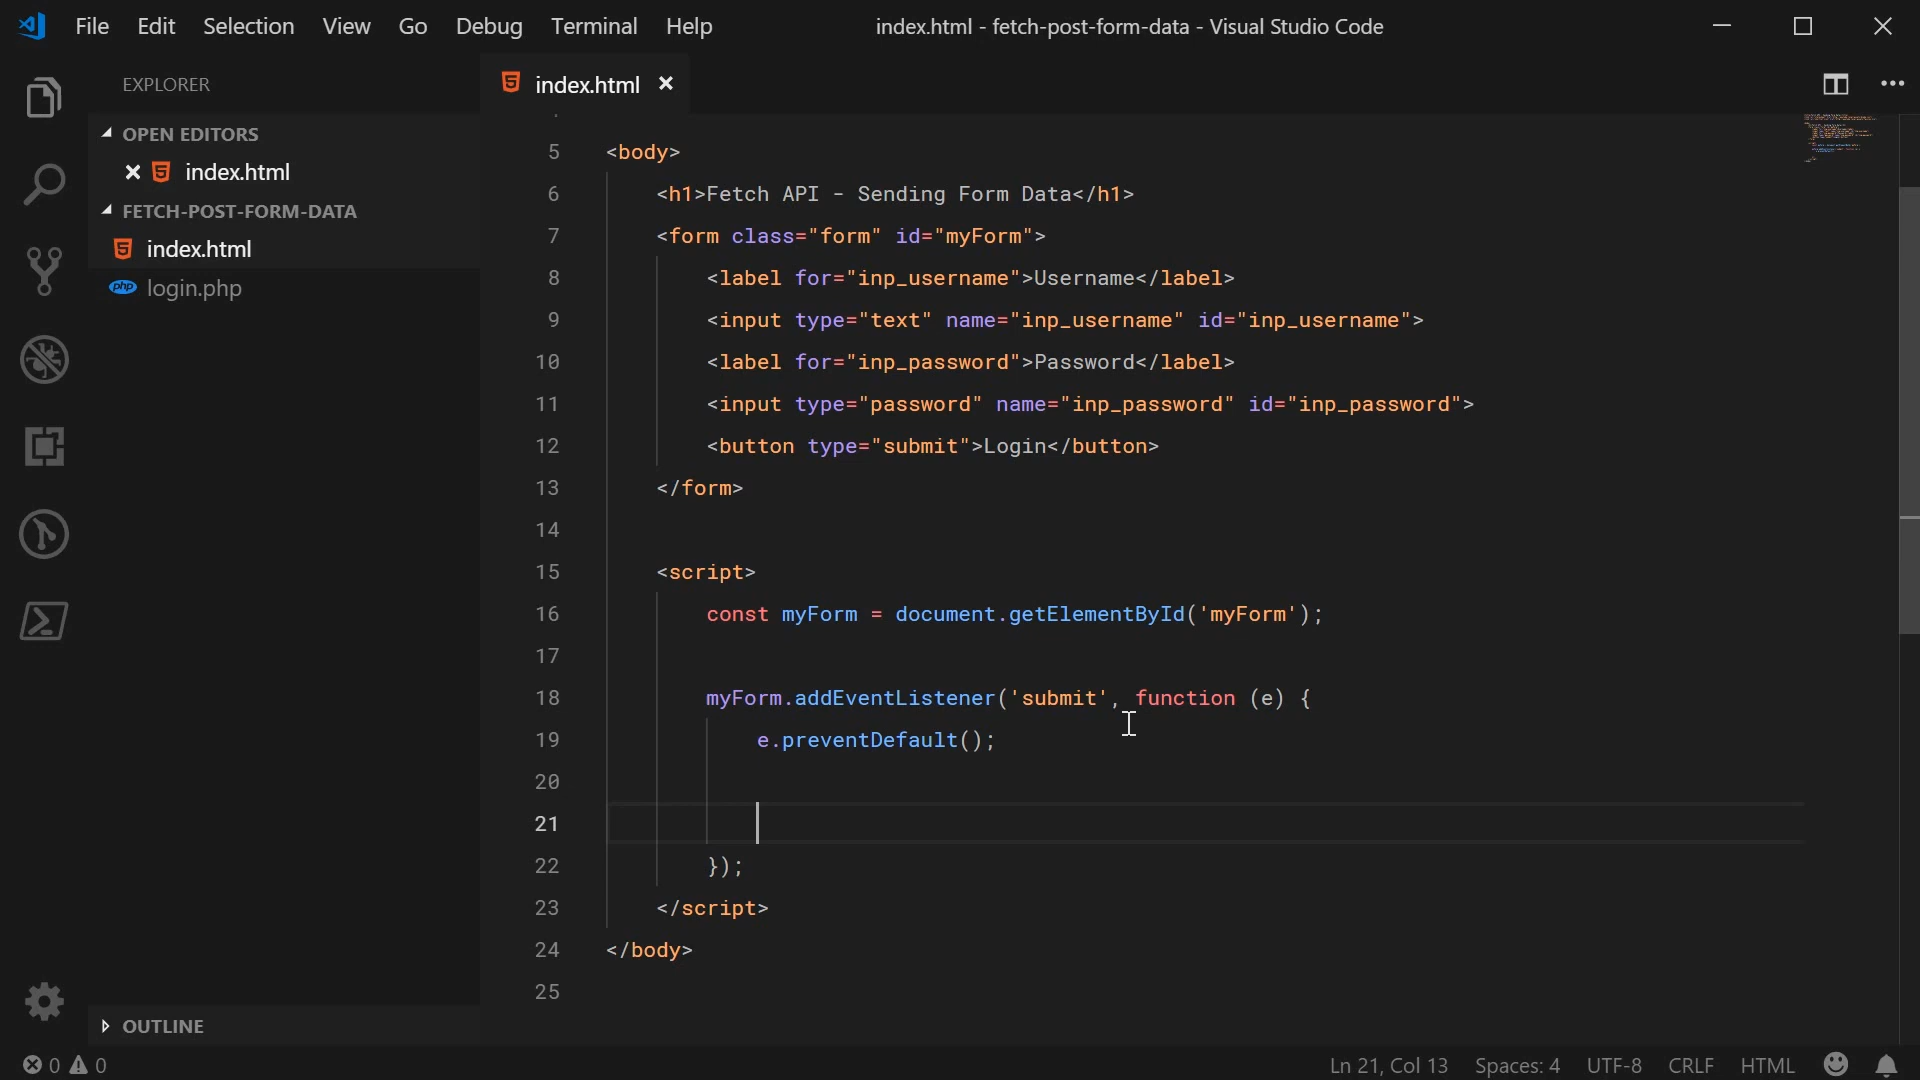 File Edit Selection View Go Debug Terminal Help
index.html - fetch-post-form-data - Visual Studio Code
EXPLORER
OPEN EDITORS
index.html
FETCH-POST-FORM-DATA
index.html
php login.php
OUTLINE
index.html
5 <body>
6 <h1>Fetch API - Sending Form Data</h1>
7 <form class="form" id="myForm">
8 <label for="inp_username">Username</label>
9 <input type="text" name="inp_username" id="inp_username">
10 <label for="inp_password">Password</label>
11 <input type="password" name="inp_password" id="inp_password">
12 <button type="submit">Login</button>
13 </form>
14
15 <script>
16 const myForm = document.getElementById('myForm');
17
18 myForm.addEventListener('submit', function (e) {
19 e.preventDefault();
20
21
22 });
23 </script>
24 </body>
25
0 0
Ln 21, Col 13 Spaces: 4 UTF-8 CRLF HTML